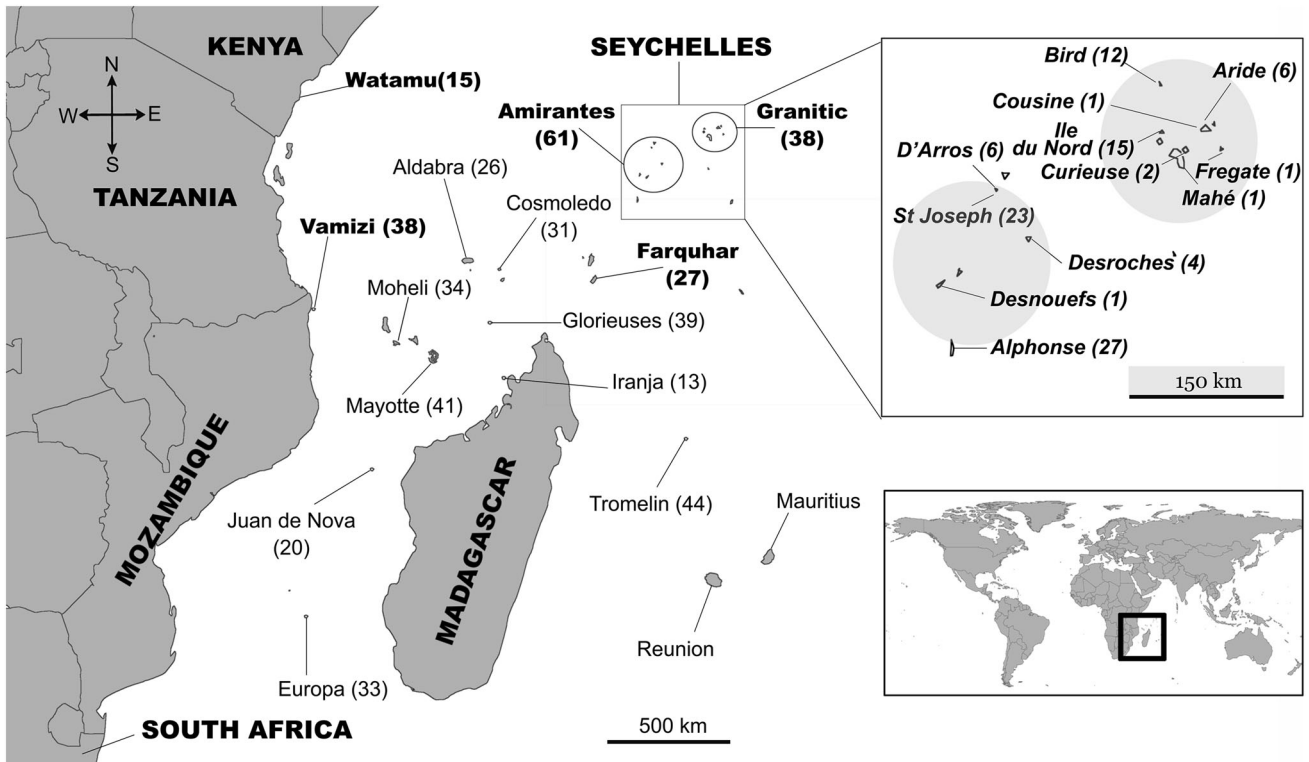 KENYA
SEYCHELLES
N
W
E
S
Watamu(15)
Amirantes
(61)
Granitic
(38)
TANZANIA
Aldabra (26)
Cosmoledo
(31)
Vamizi (38)
Farquhar
(27)
Moheli (34)
Glorieuses (39)
Iranja (13)
Mayotte (41)
MOZAMBIQUE
MADAGASCAR
Juan de Nova
(20)
Tromelin (44)
Mauritius
Reunion
Europa (33)
SOUTH AFRICA
500 km
Bird (12)
Aride (6)
Cousine (1)
Ile
du Nord (15)
D'Arros (6)
Curieuse (2)
Fregate (1)
Mahé (1)
St Joseph (23)
Desroches (4)
Desnouefs (1)
Alphonse (27)
150 km